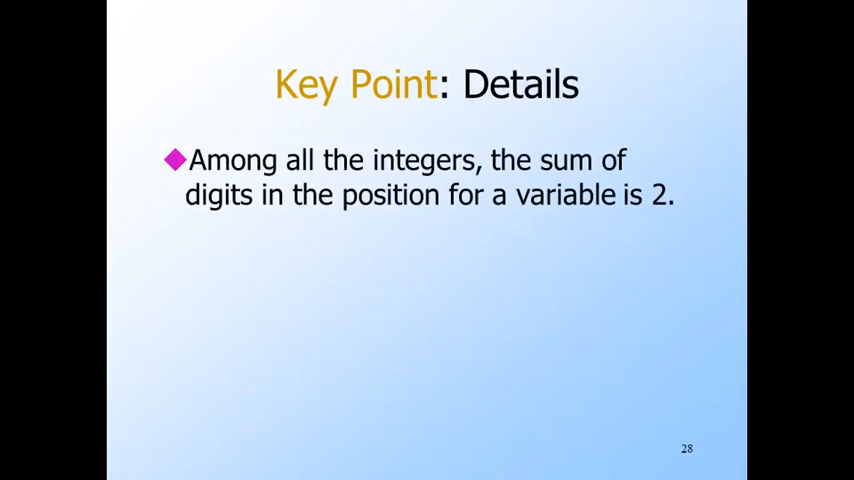 Key Point: Details
Among all the integers, the sum of
digits in the position for a variable is 2.
28